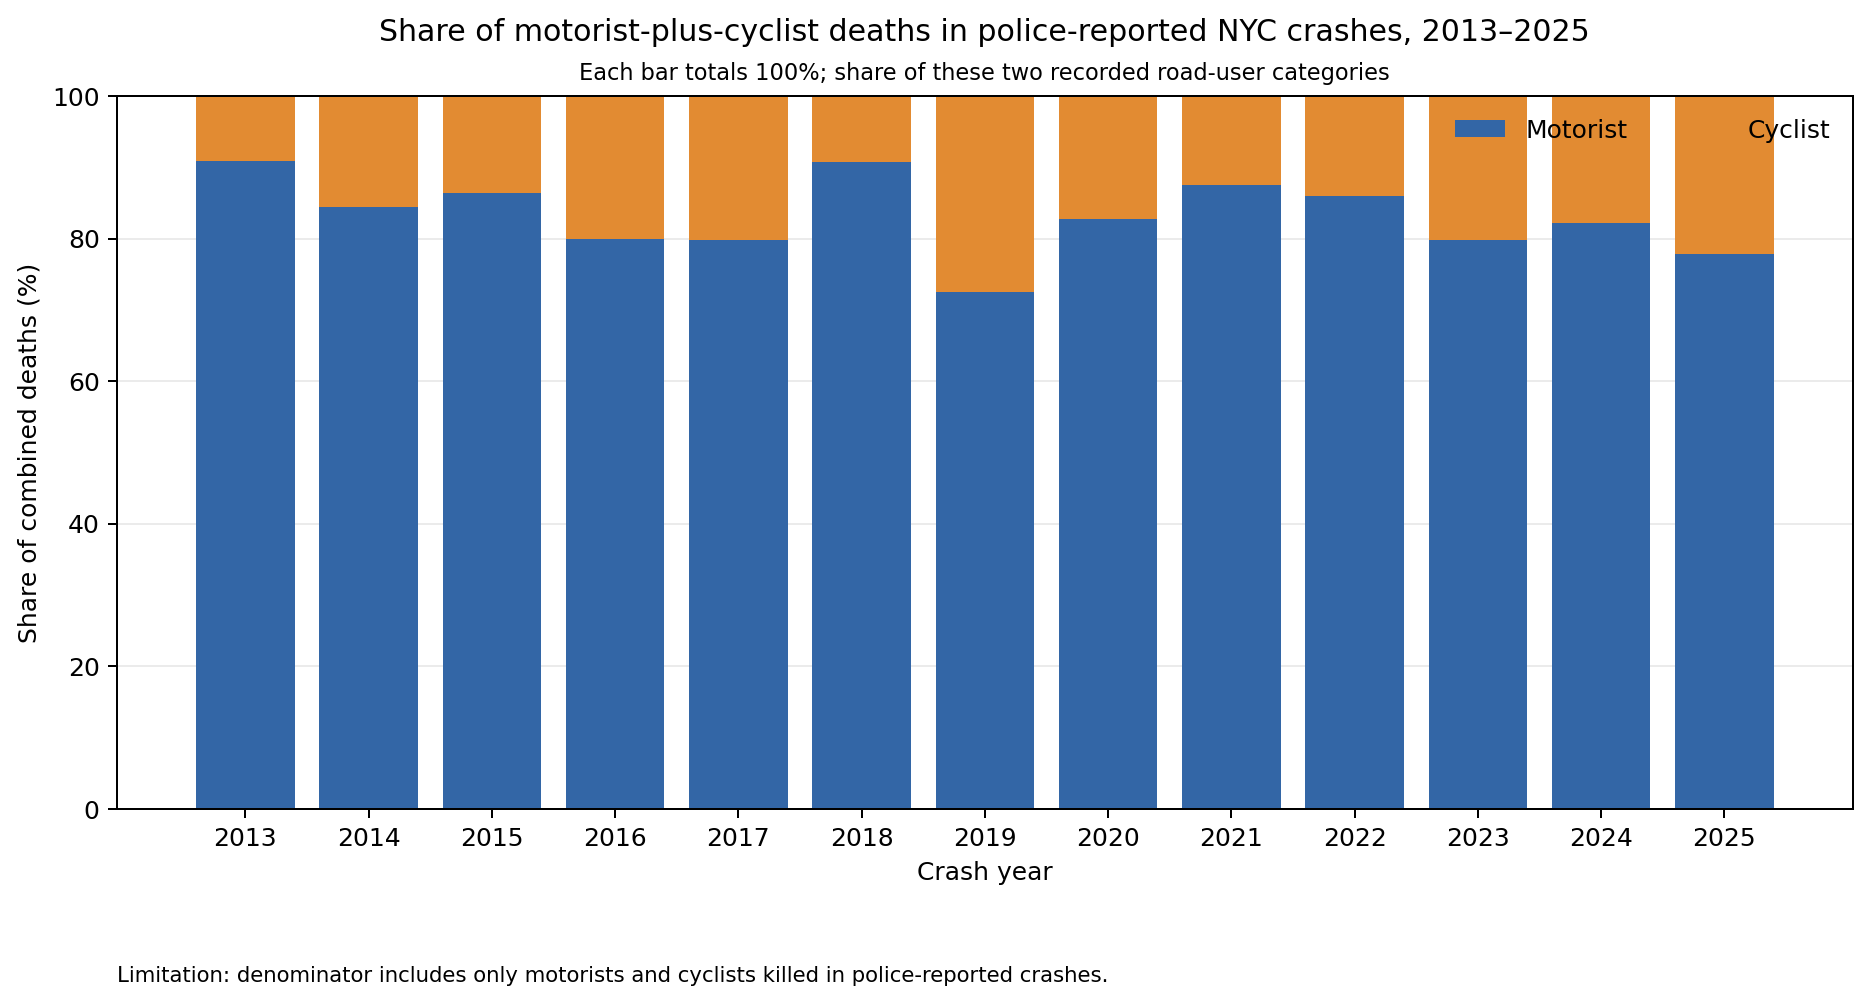 Share of motorist-plus-cyclist deaths in police-reported NYC crashes, 2013–2025
Each bar totals 100%; share of these two recorded road-user categories
Share of combined deaths (%)
100
80
60
40
20
0
Motorist Cyclist
2013 2014 2015 2016 2017 2018 2019 2020 2021 2022 2023 2024 2025
Crash year
Limitation: denominator includes only motorists and cyclists killed in police-reported crashes.